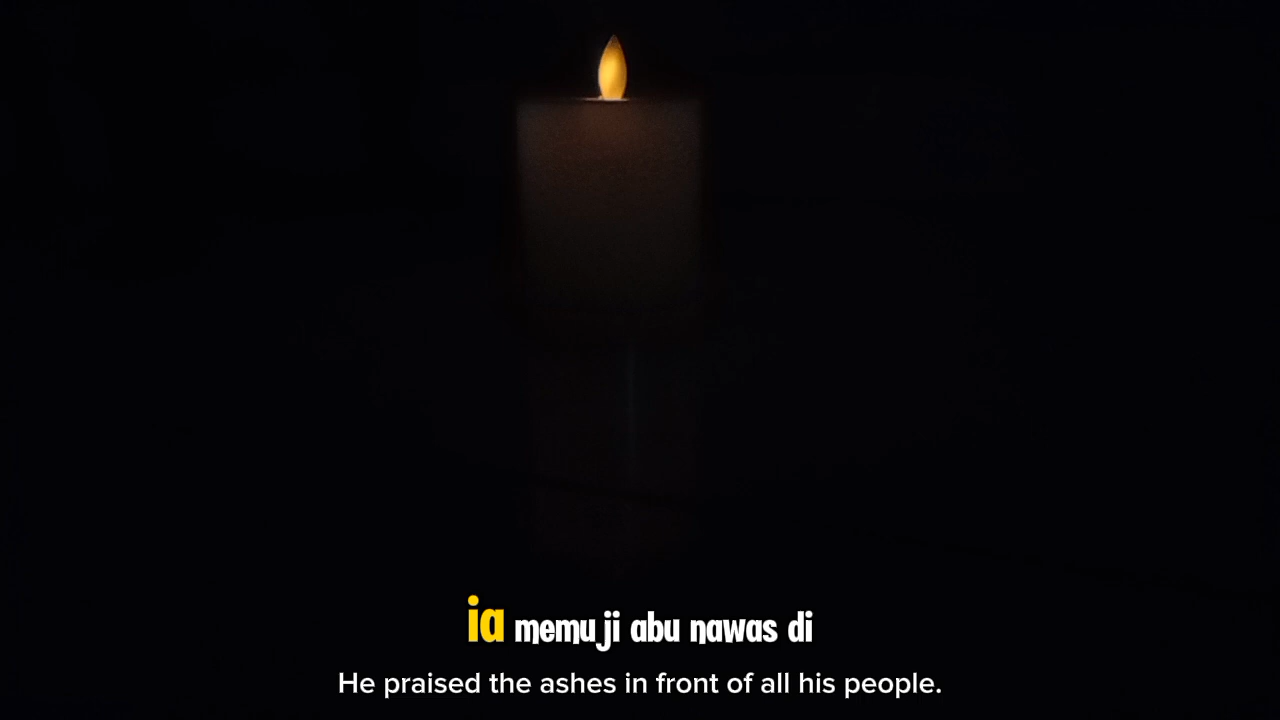 ia memuji abu nawas di
He praised the ashes in front of all his people.